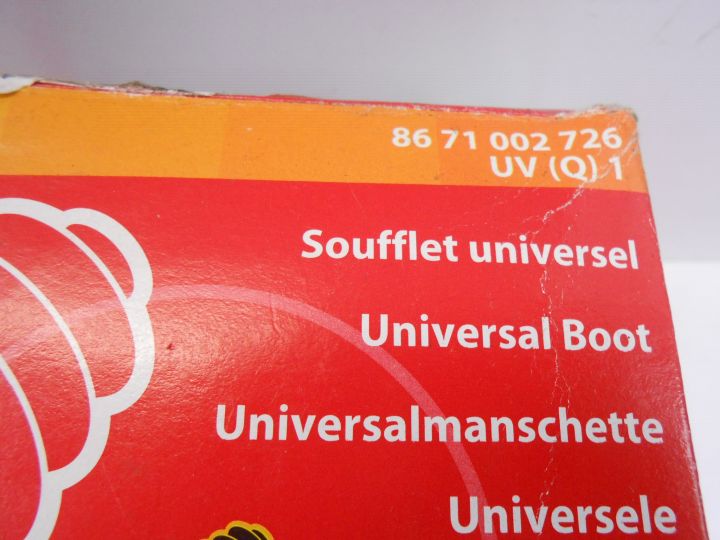 86 71 002 726
UV (Q) 1
Soufflet universel
Universal Boot
Universalmanschette
Universele